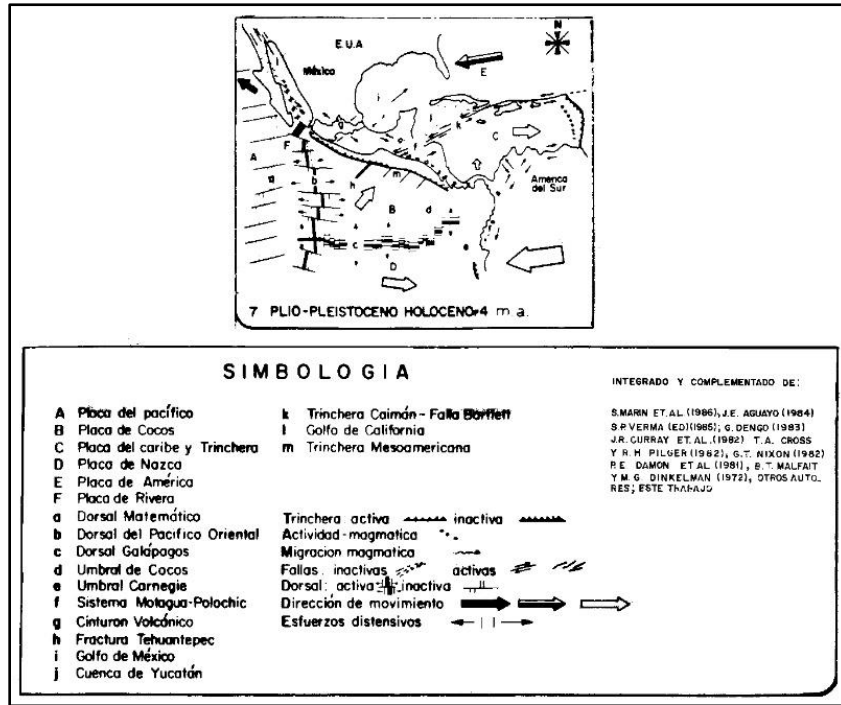 N
E.U.A
México
E
i
g
F
k
C
A
a
b
h
m
f
América
del Sur
B
d
c
e
D
7 PLIO-PLEISTOCENO HOLOCENO 4 m.a.
SIMBOLOGIA
A Placa del pacífico
B Placa de Cocos
C Placa del caribe y Trinchera
D Placa de Nazca
E Placa de América
F Placa de Rivera
a Dorsal Matemático
b Dorsal del Pacifico Oriental
c Dorsal Galápagos
d Umbral de Cocos
e Umbral Carnegie
f Sistema Motagua-Polochic
g Cinturon Volcánico
h Fractura Tehuantepec
i Golfo de México
j Cuenca de Yucatán
k Trinchera Caimán - Falla Bartlett
l Golfo de California
m Trinchera Mesoamericana
Trinchera: activa inactiva
Actividad-magmatica
Migracion magmatica
Fallas: inactivas activas
Dorsal: activa inactiva
Dirección de movimiento
Esfuerzos distensivos
INTEGRADO Y COMPLEMENTADO DE:
S.MARIN ET.AL.(1986), J.E. AGUAYO (1984)
S.P.VERMA (ED)(1985); G. DENGO (1983)
J.R. CURRAY ET. AL.(1982) T.A. CROSS
Y R.H PILGER (1982), G.T. NIXON (1982)
P.E. DAMON ET AL (1981), B.T. MALFAIT
Y M.G. DINKELMAN (1972), OTROS AUTO_
RES; ESTE TRABAJO